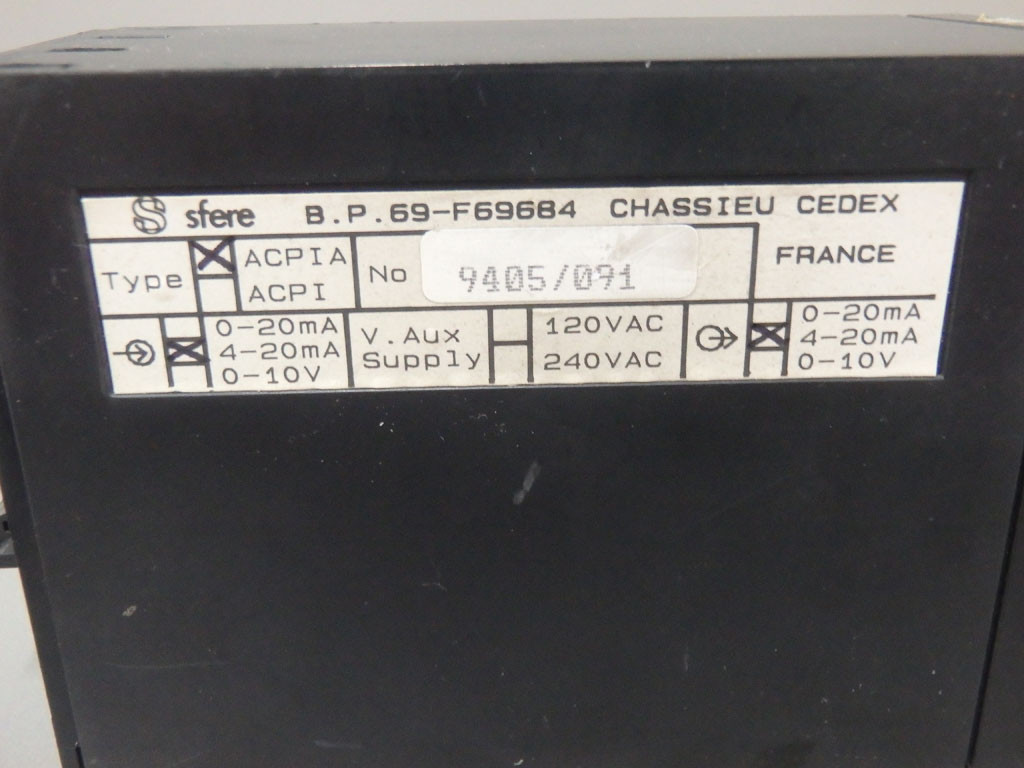 sfere B.P.69-F69684 CHASSIEU CEDEX
FRANCE
Type ACPIA
ACPI
No 9405/091
0-20mA
4-20mA
0-10V
V.Aux
Supply
120VAC
240VAC
0-20mA
4-20mA
0-10V